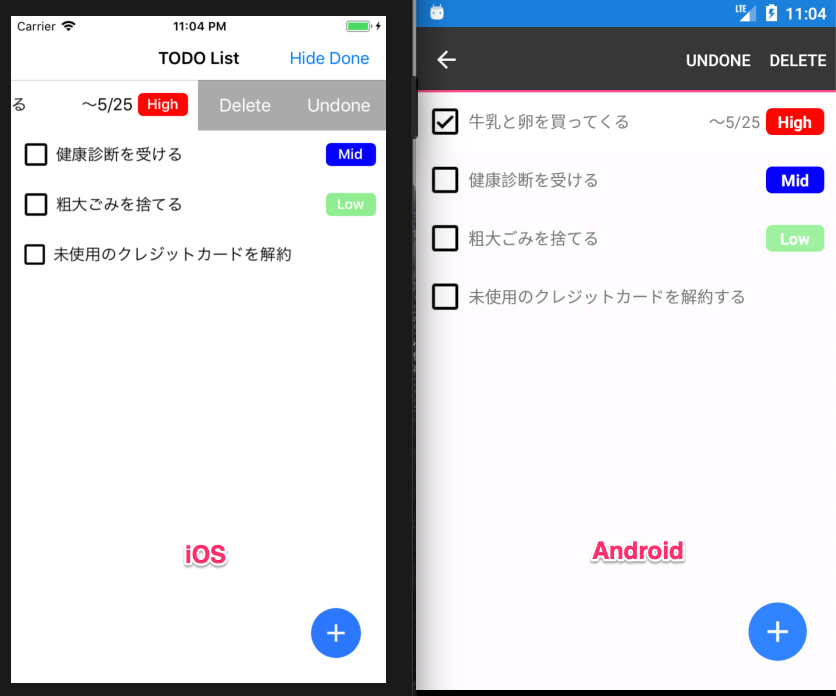 Carrier 11:04 PM
TODO List Hide Done
る 〜5/25 High Delete Undone
健康診断を受ける Mid
粗大ごみを捨てる Low
未使用のクレジットカードを解約
iOS
LTE 11:04
UNDONE DELETE
牛乳と卵を買ってくる 〜5/25 High
健康診断を受ける Mid
粗大ごみを捨てる Low
未使用のクレジットカードを解約する
Android